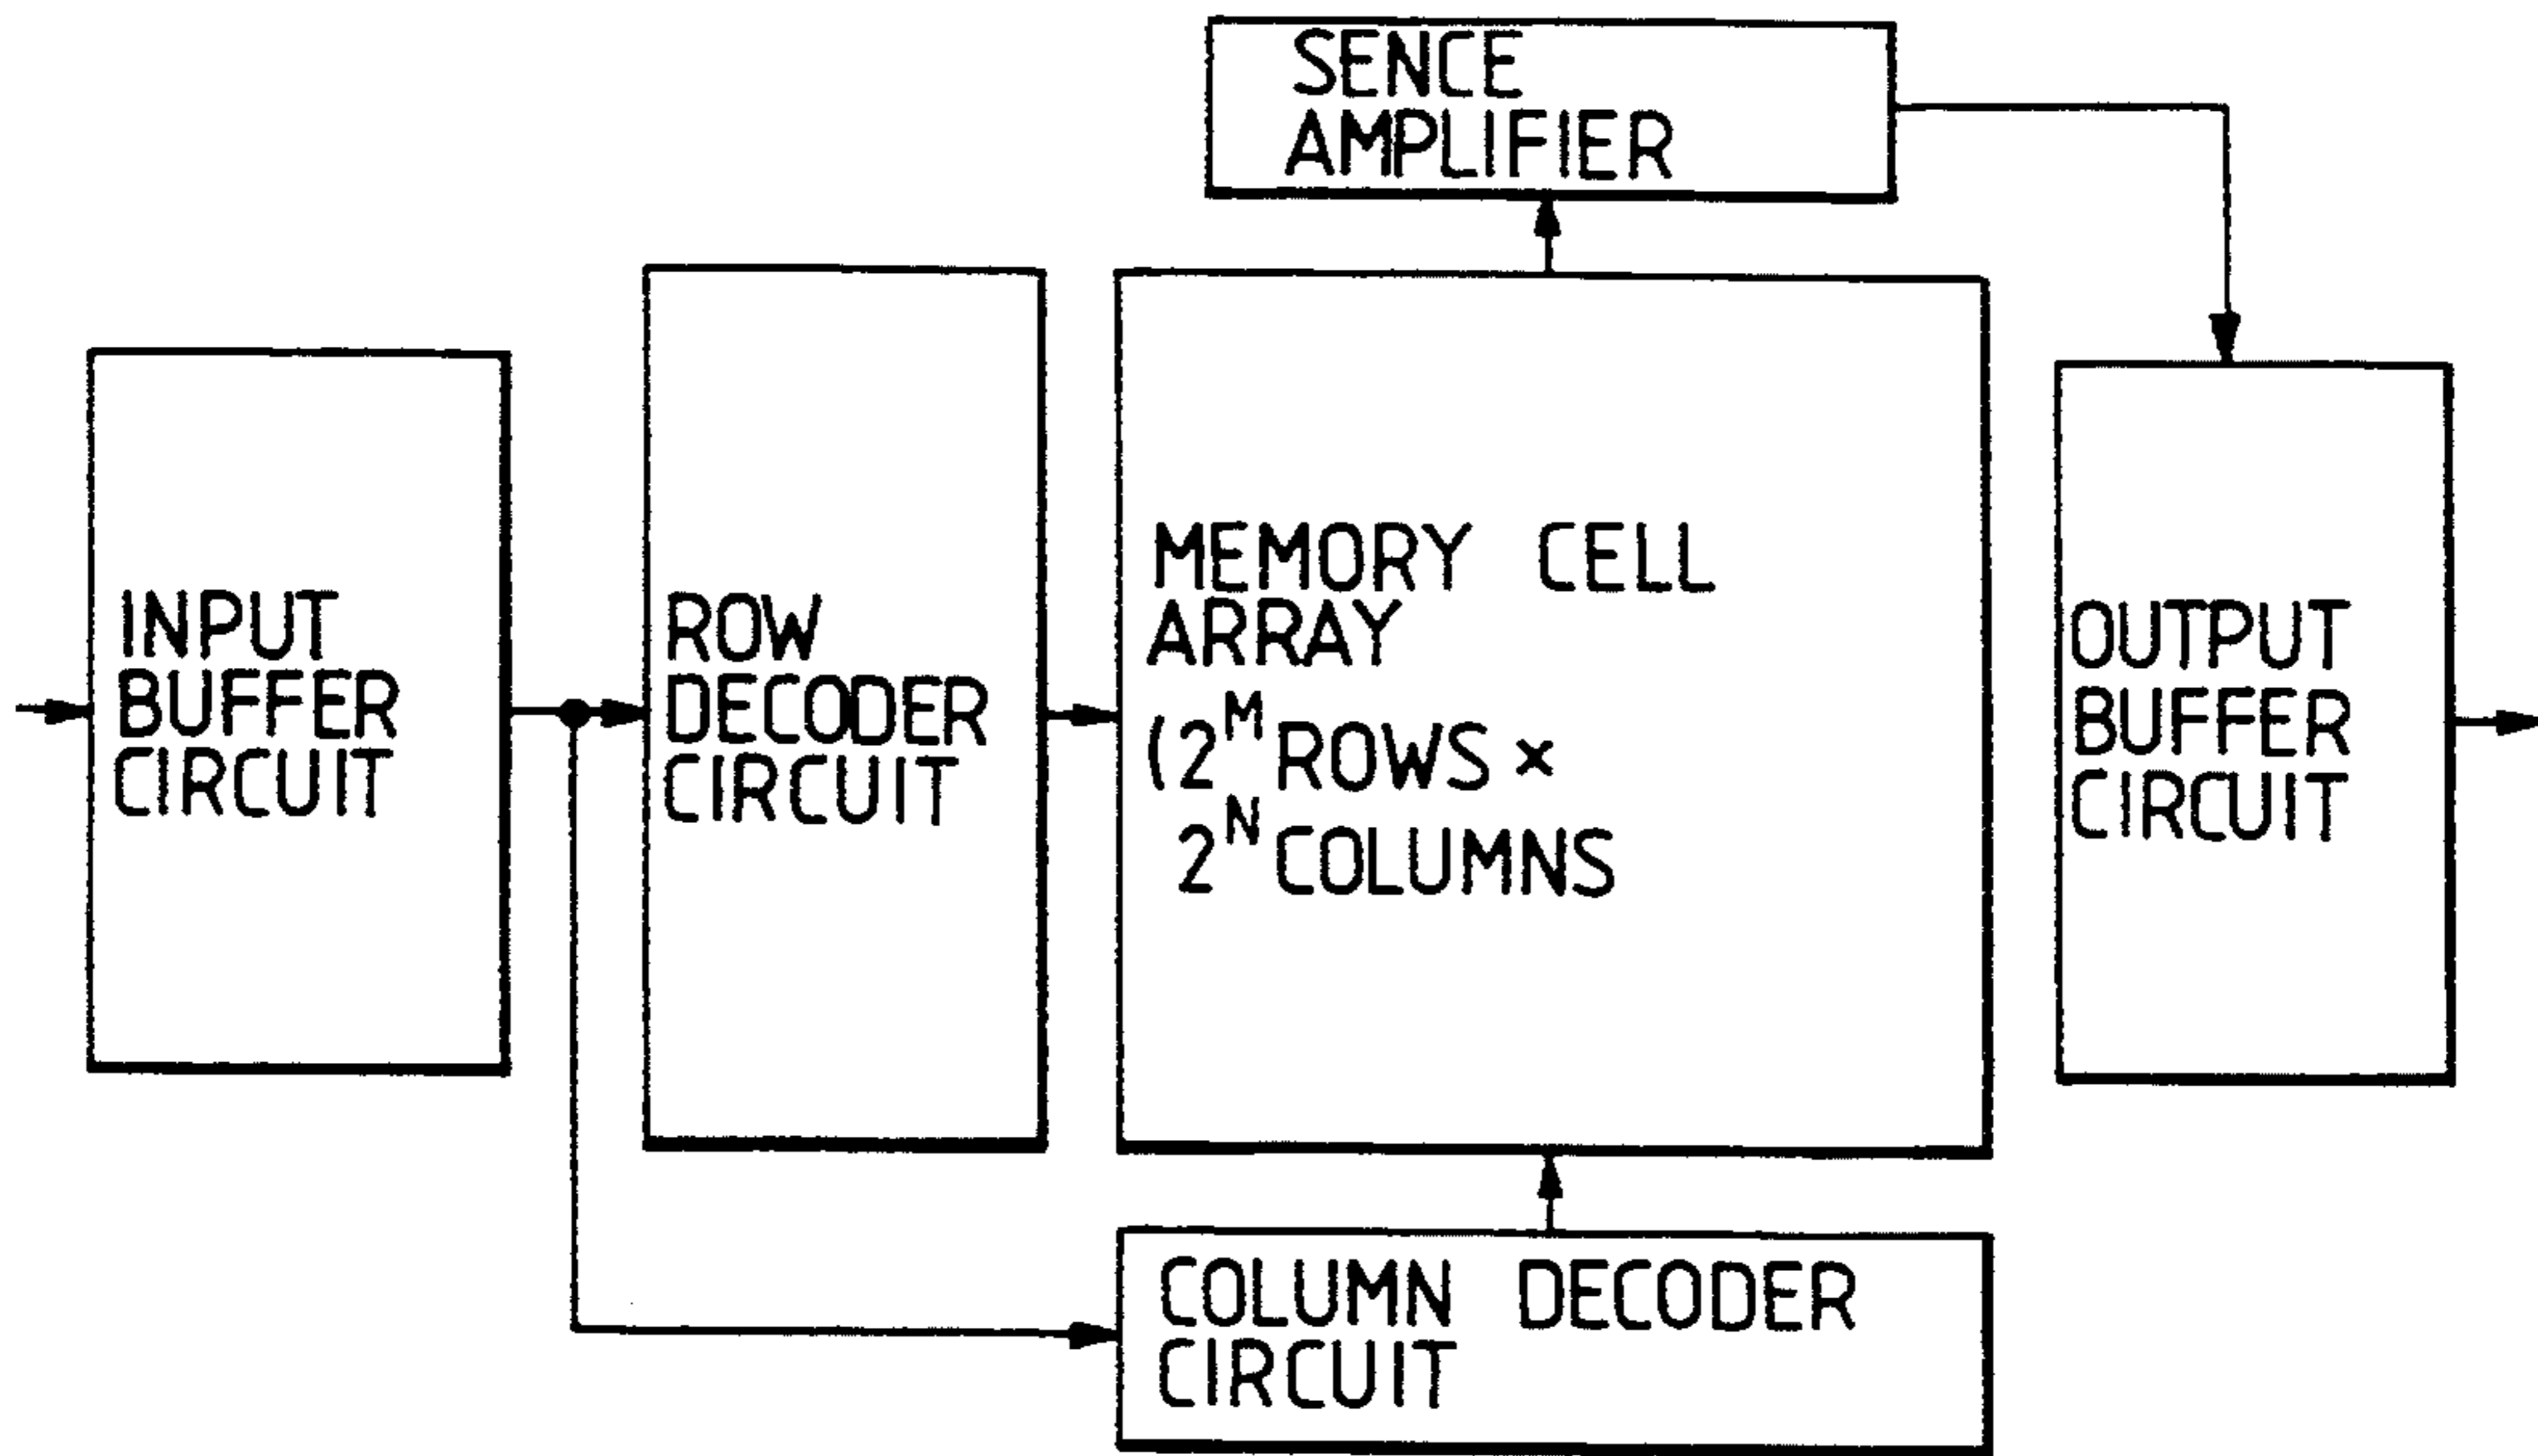 SENCE
AMPLIFIER
INPUT
BUFFER
CIRCUIT
ROW
DECODER
CIRCUIT
MEMORY CELL
ARRAY
(2^M ROWS ×
2^N COLUMNS
OUTPUT
BUFFER
CIRCUIT
COLUMN DECODER
CIRCUIT